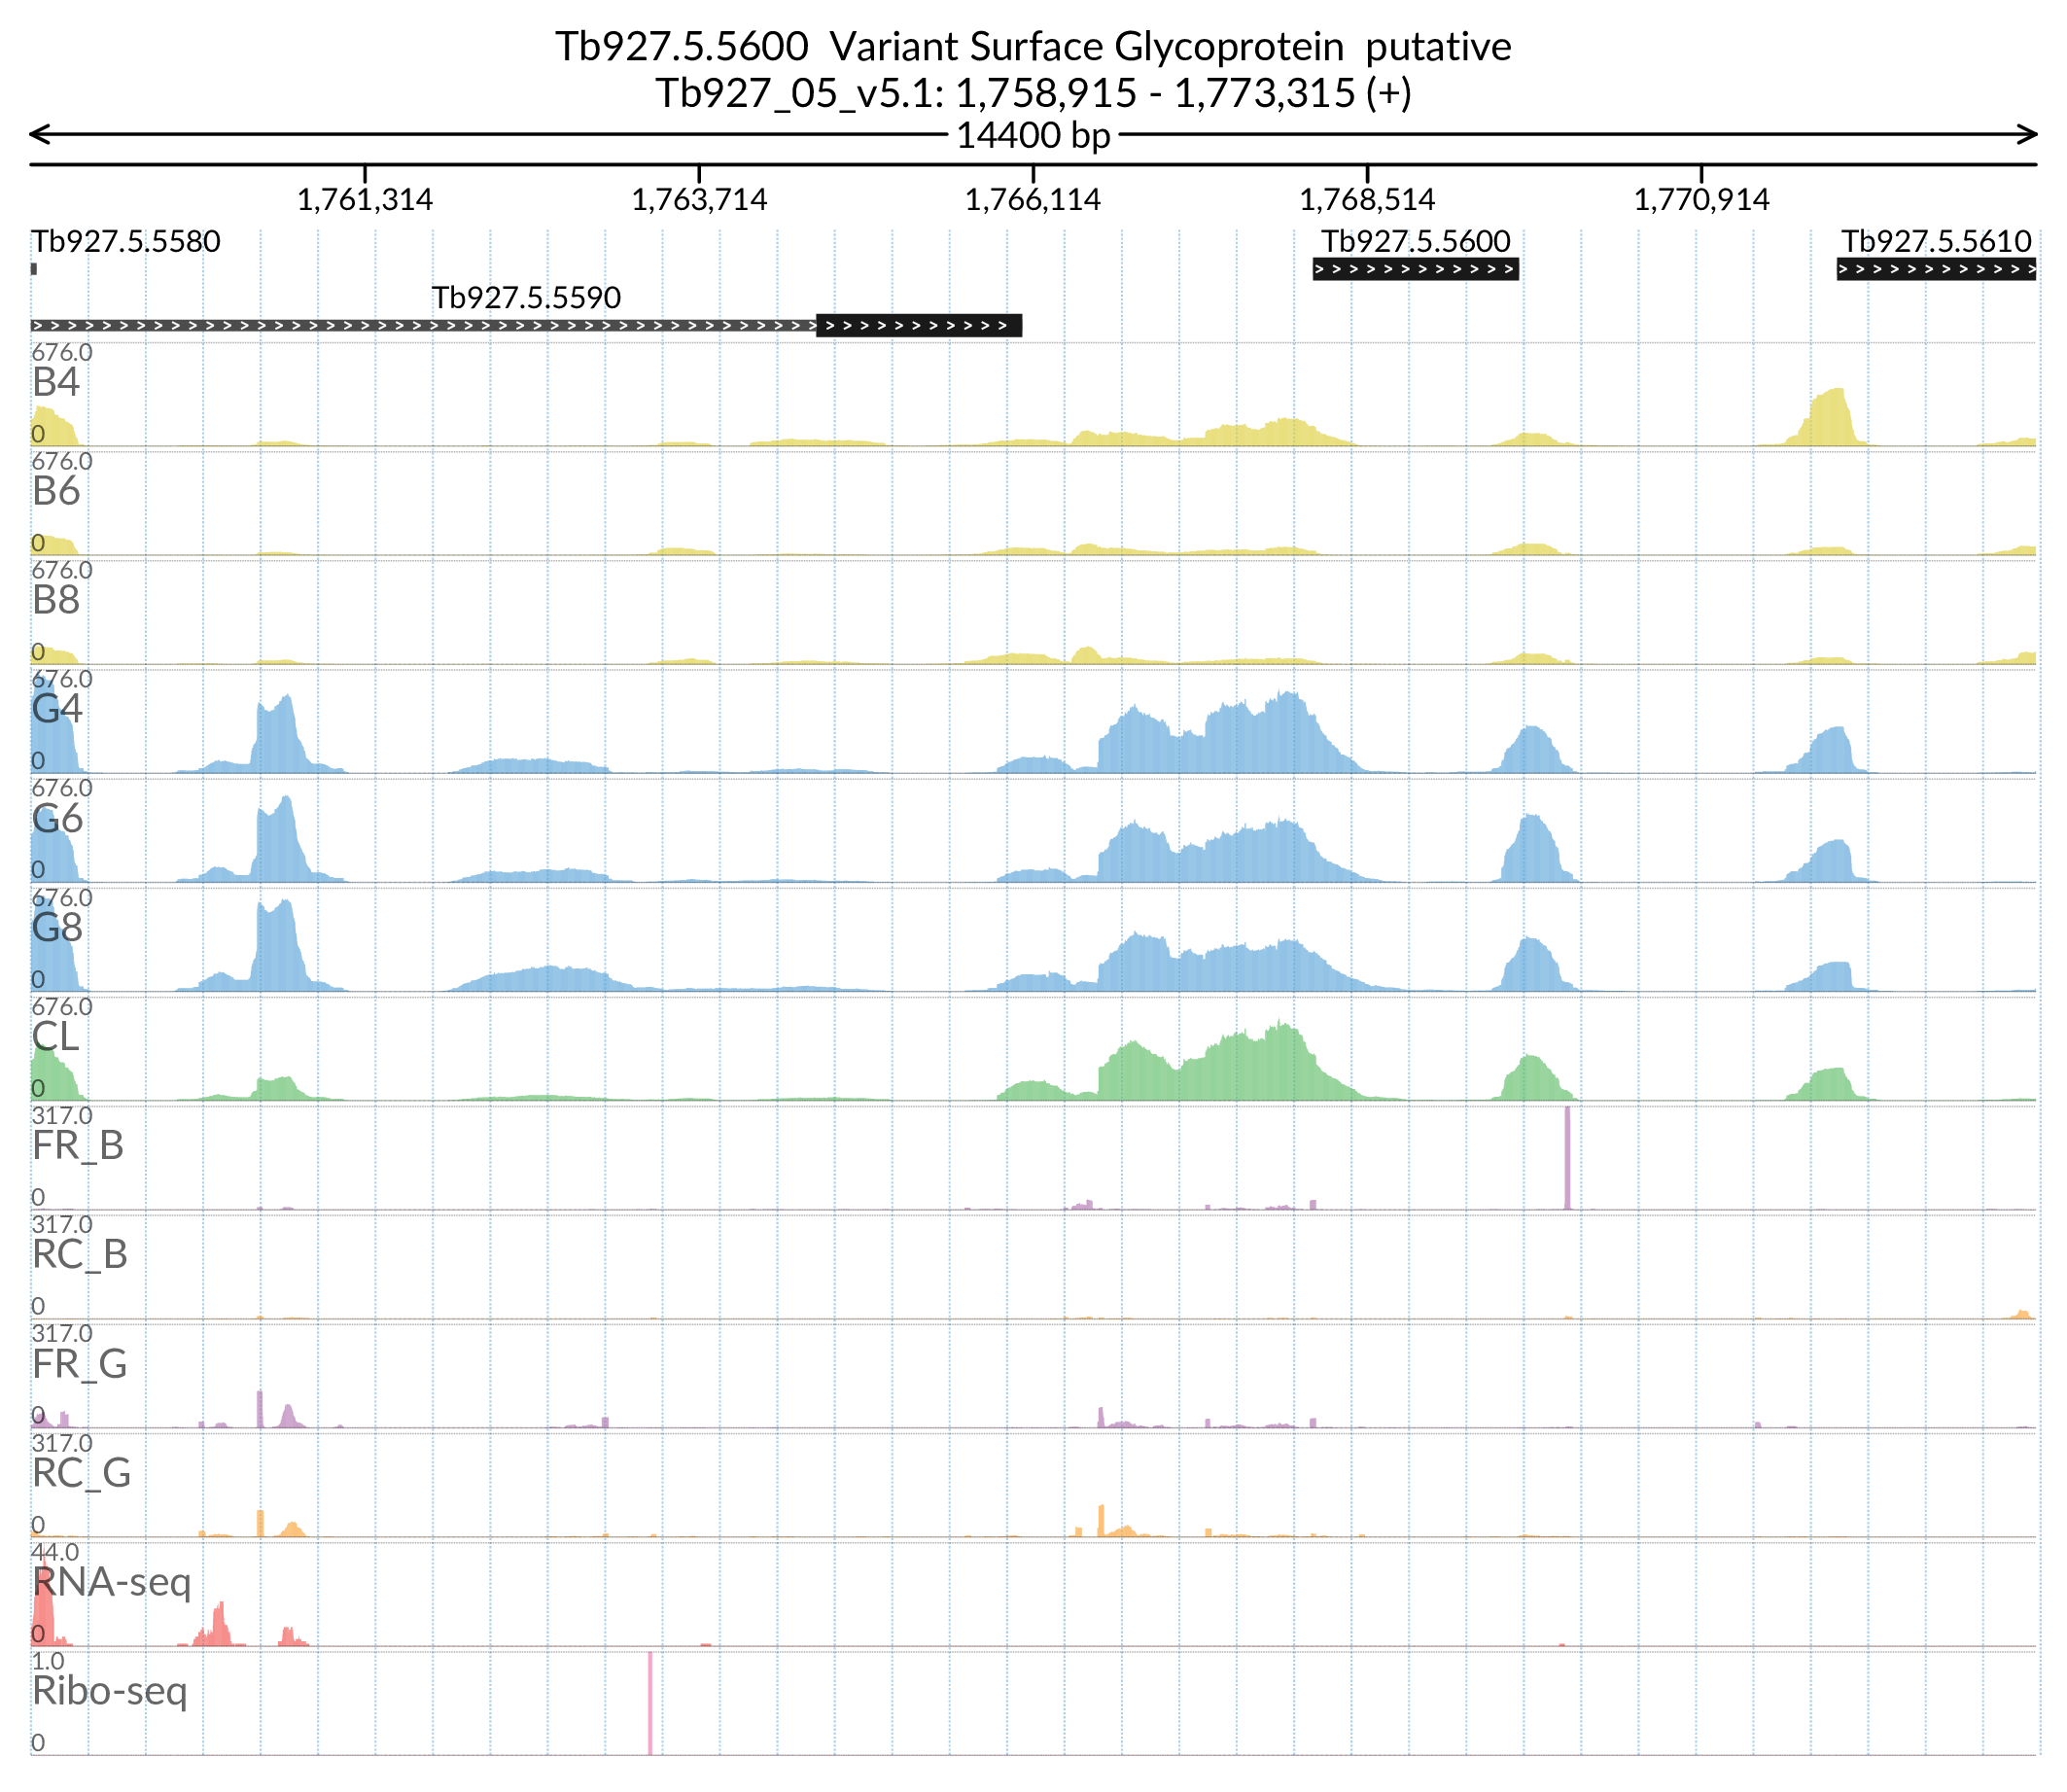 Tb927.5.5600 Variant Surface Glycoprotein putative
Tb927_05_v5.1: 1,758,915 - 1,773,315 (+)
14400 bp
1,761,314 1,763,714 1,766,114 1,768,514 1,770,914
Tb927.5.5580 Tb927.5.5600 Tb927.5.5610
Tb927.5.5590
676.0
B4
0
676.0
B6
0
676.0
B8
0
676.0
G4
0
676.0
G6
0
676.0
G8
0
676.0
CL
0
317.0
FR_B
0
317.0
RC_B
0
317.0
FR_G
0
317.0
RC_G
0
44.0
RNA-seq
0
1.0
Ribo-seq
0